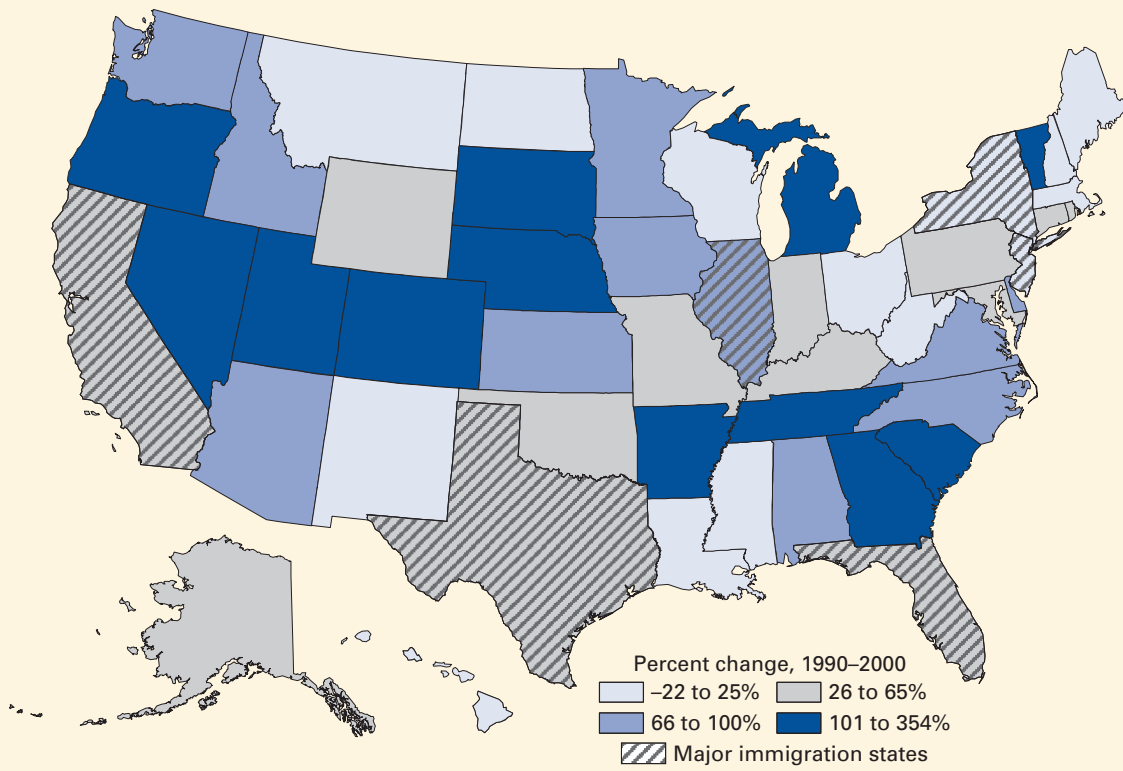 Percent change, 1990–2000
–22 to 25% 26 to 65%
66 to 100% 101 to 354%
Major immigration states